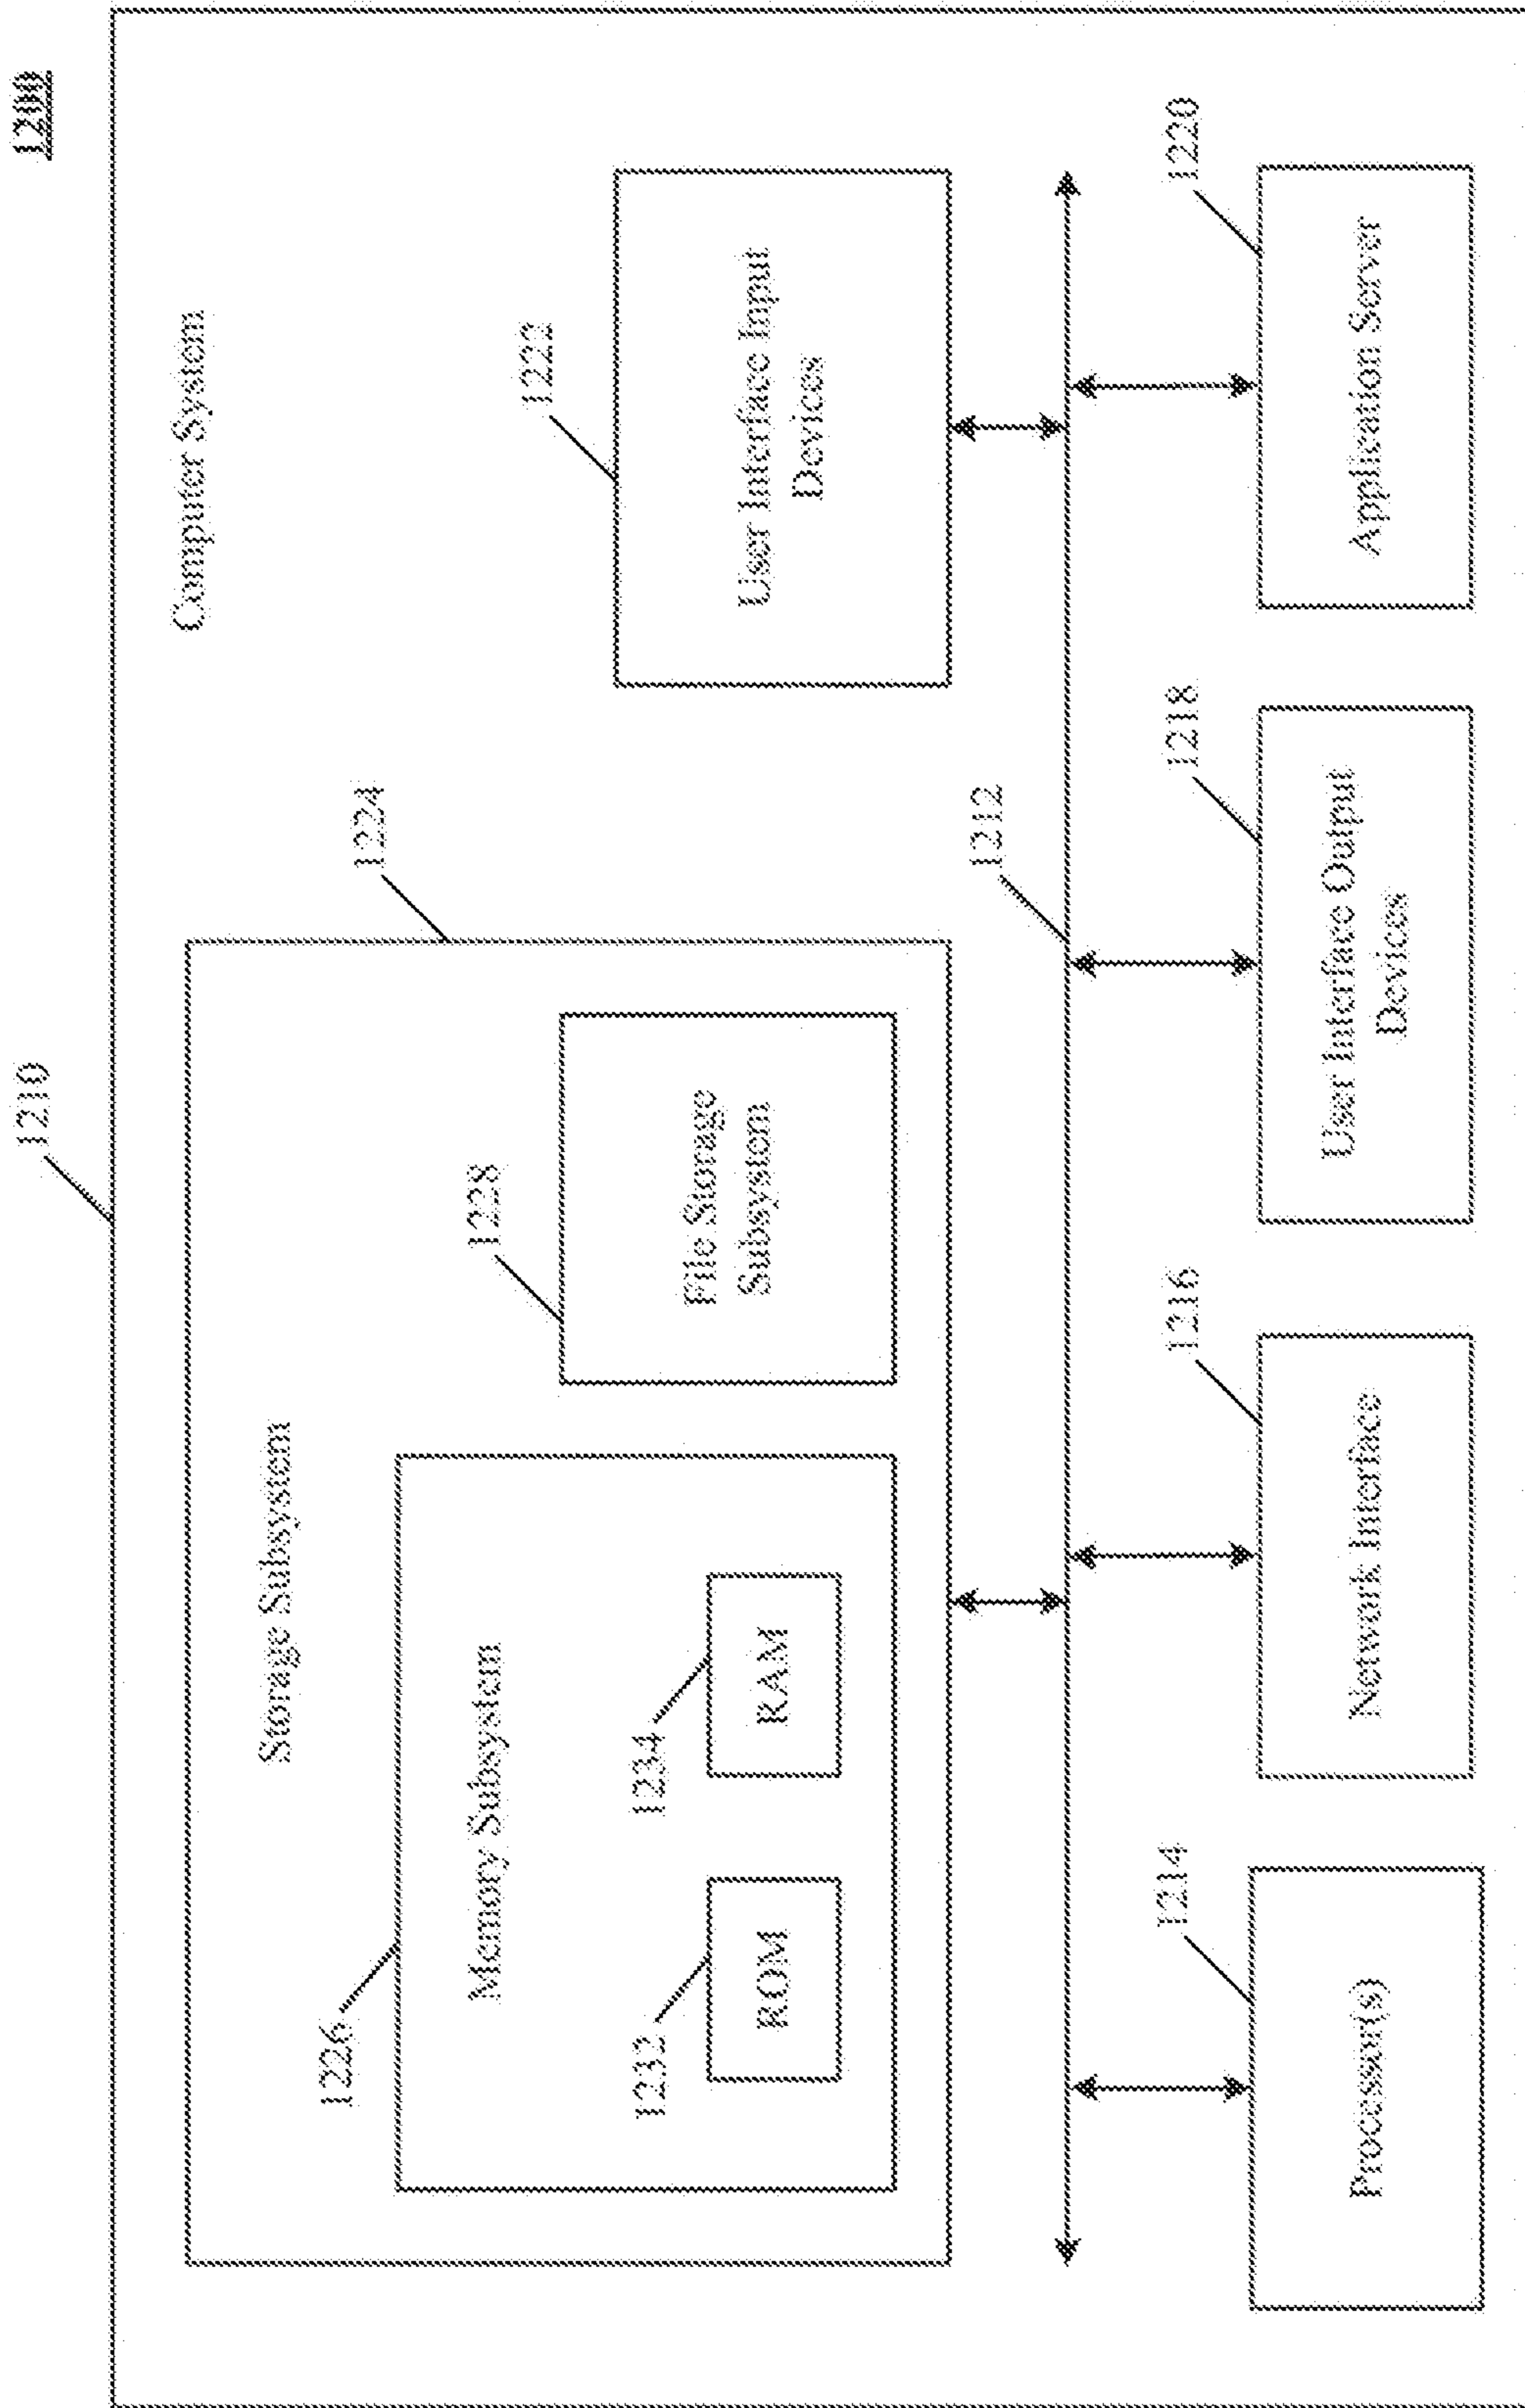 1200
1210
Computer System
1224
Storage Subsystem
1226
Memory Subsystem
1232
ROM
1234
RAM
1228
File Storage
Subsystem
1222
User Interface Input
Devices
1212
1214
Processor(s)
1216
Network Interface
1218
User Interface Output
Devices
1220
Application Server